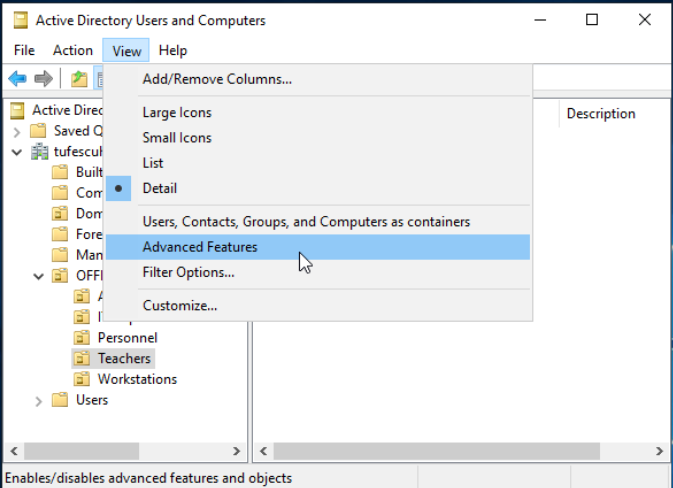 Active Directory Users and Computers
File Action View Help
Add/Remove Columns...
Large Icons
Small Icons
List
Detail
Users, Contacts, Groups, and Computers as containers
Advanced Features
Filter Options...
Customize...
Description
Active Direc
Saved Q
tufescu
Built
Com
Dom
Fore
Man
OFF
Personnel
Teachers
Workstations
Users
Enables/disables advanced features and objects